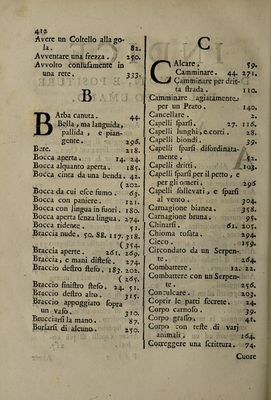 412
Avere un Coltello alla go-
la. 82.
Avventare una frezza. 250.
Avvolto confusamente in
una rete. 333.
B
BArba canuta. 44.
Bella, ma languida,
pallida, e pian-
gente. 296.
Bere. 218.
Bocca aperta. 14. 24.
Bocca alquanto aperta. 185.
Bocca cinta da una benda. 42.
( 202.
Bocca da cui esce fumo. 65.
Bocca con paniere. 121.
Bocca con lingua in fuori. 180.
Bocca aperta senza lingua. 274.
Bocca ridente. 51.
Braccia nude. 50. 88. 117. 318.
( 354.
Braccia aperte. 261. 269.
Braccia, e mani distese. 274.
Braccio destro steso. 183. 202.
( 265.
Braccio sinistro steso. 24. 51.
Braccio destro alto. 315.
Braccio appoggiato sopra
un vaso. 310.
Brucciarsi la mano. 87.
Burlarsi di alcuno. 250.
C
CAlcare. 59.
Camminare. 44. 271.
Camminare per drit-
ta strada. 110.
Camminare agiatamente
per un Prato. 140.
Cancellare. 2.
Capelli sparsi. 27. 116.
Capelli lunghi, e corti. 28.
Capelli biondi. 39.
Capelli sparsi disordinata-
mente. 42.
Capelli dritti. 103.
Capelli sparsi per il petto, e
per gli omeri. 296
Capelli sollevati, e sparsi
al vento. 304.
Carnagione bianca. 358.
Carnagione bruna. 95.
Chinarsi. 61. 205.
Chioma tosata. 394.
Cieco. 159.
Circondato da un Serpen-
te. 264.
Combattere. 12. 22.
Combattere con un Serpen-
te. 256.
Conculcare. 203.
Coprir le patti secrete. 24.
Corpo carnoso. 39.
Corpo grasso. 41.
Corpo con teste di varj
animali. 164.
Correggere una scrittura. 74.
Cuore